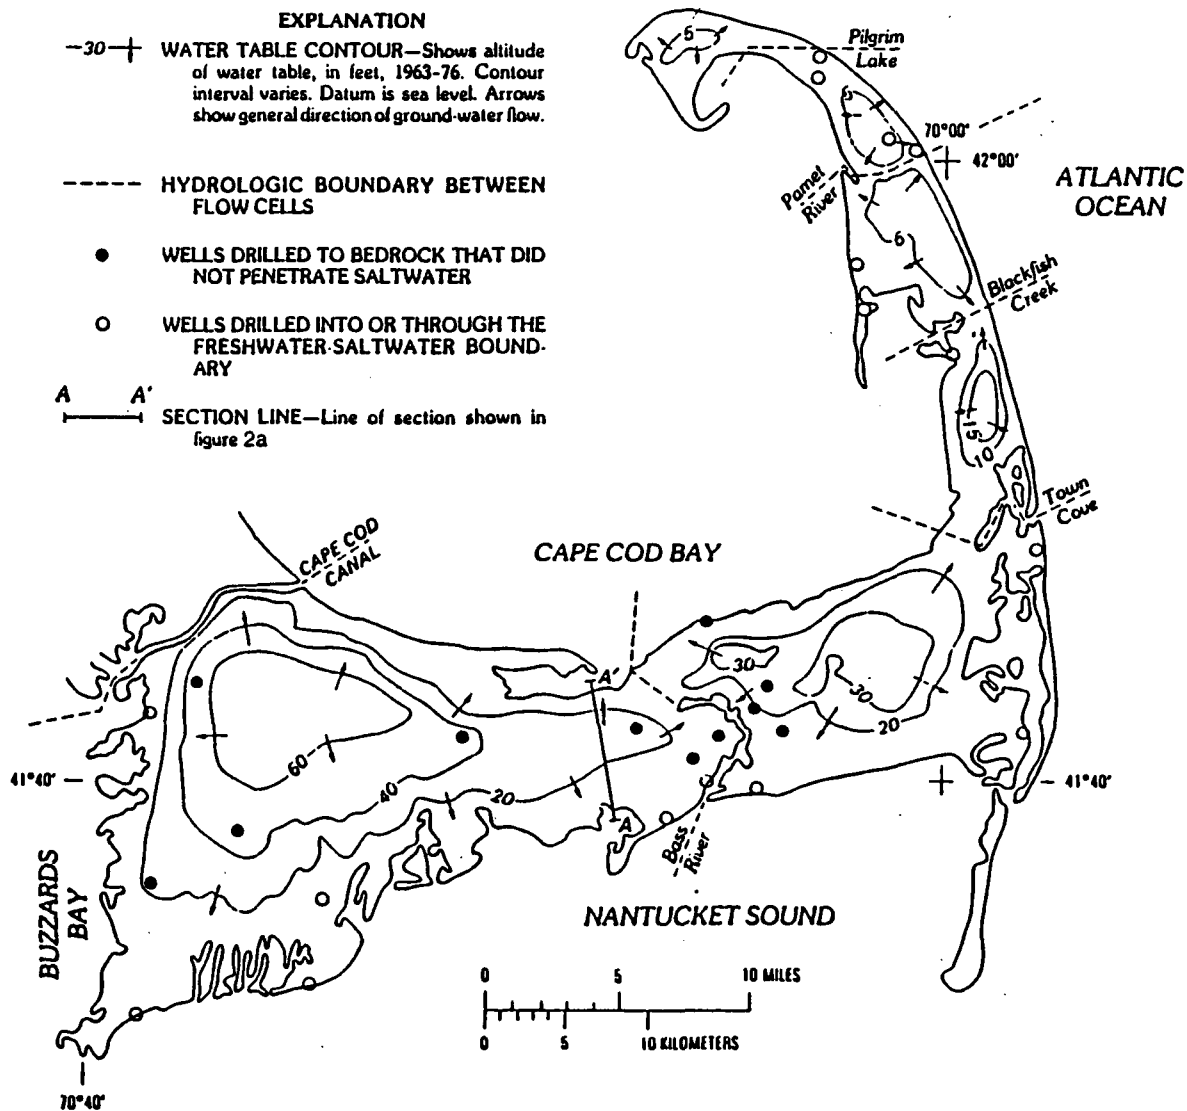 EXPLANATION
—30— WATER TABLE CONTOUR—Shows altitude
of water table, in feet, 1963-76. Contour
interval varies. Datum is sea level. Arrows
show general direction of ground-water flow.
HYDROLOGIC BOUNDARY BETWEEN
FLOW CELLS
WELLS DRILLED TO BEDROCK THAT DID
NOT PENETRATE SALTWATER
WELLS DRILLED INTO OR THROUGH THE
FRESHWATER-SALTWATER BOUND-
ARY
A A'
SECTION LINE—Line of section shown in
figure 2a
5
Pilgrim
Lake
5
70°00'
42°00'
ATLANTIC
OCEAN
Pamet
River
6
Blackfish
Creek
15
10
Town
Cove
CAPE COD
CANAL
CAPE COD BAY
30
30
20
A'
60
40
20
A
41°40'
41°40'
Bass
River
BUZZARDS
BAY
NANTUCKET SOUND
0 5 10 MILES
0 5 10 KILOMETERS
70°40'